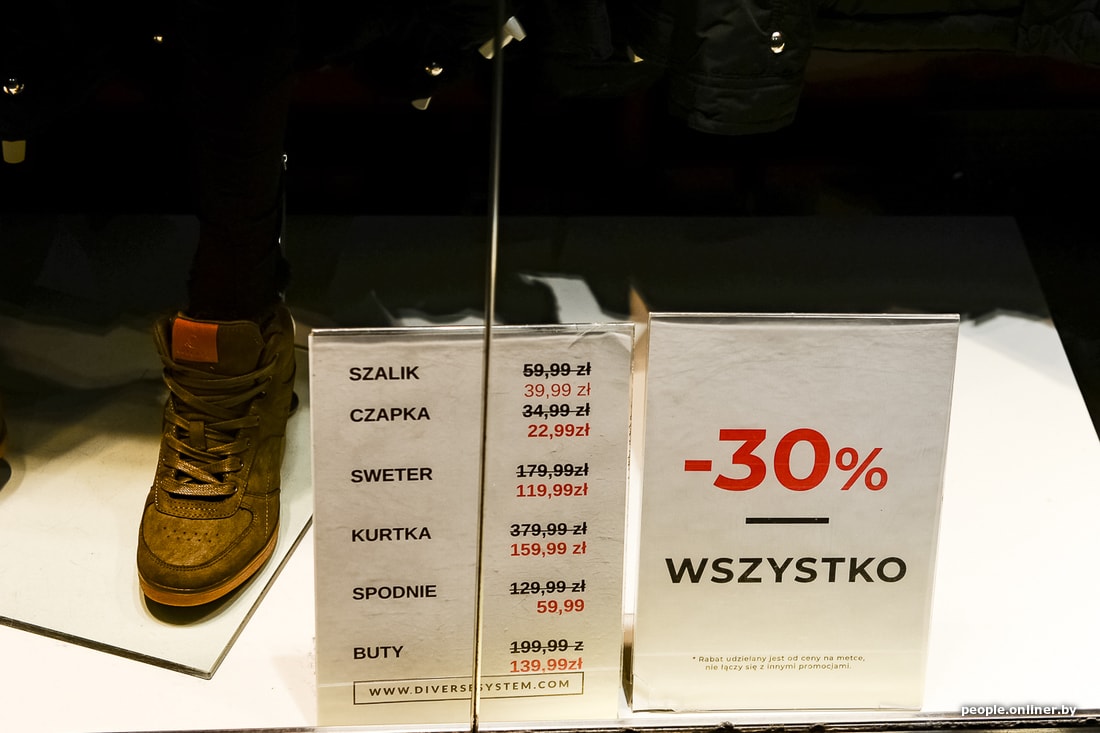 SZALIK 59,99 zł
39,99 zł
CZAPKA 34,99 zł
22,99zł
SWETER 179,99zł
119,99zł
KURTKA 379,99 zł
159,99 zł
SPODNIE 129,99 zł
59,99
BUTY 199,99 z
139,99zł
WWW.DIVERSESYSTEM.COM
-30%
WSZYSTKO
* Rabat udzielany jest od ceny na metce,
nie łączy się z innymi promocjami.
people.onliner.by